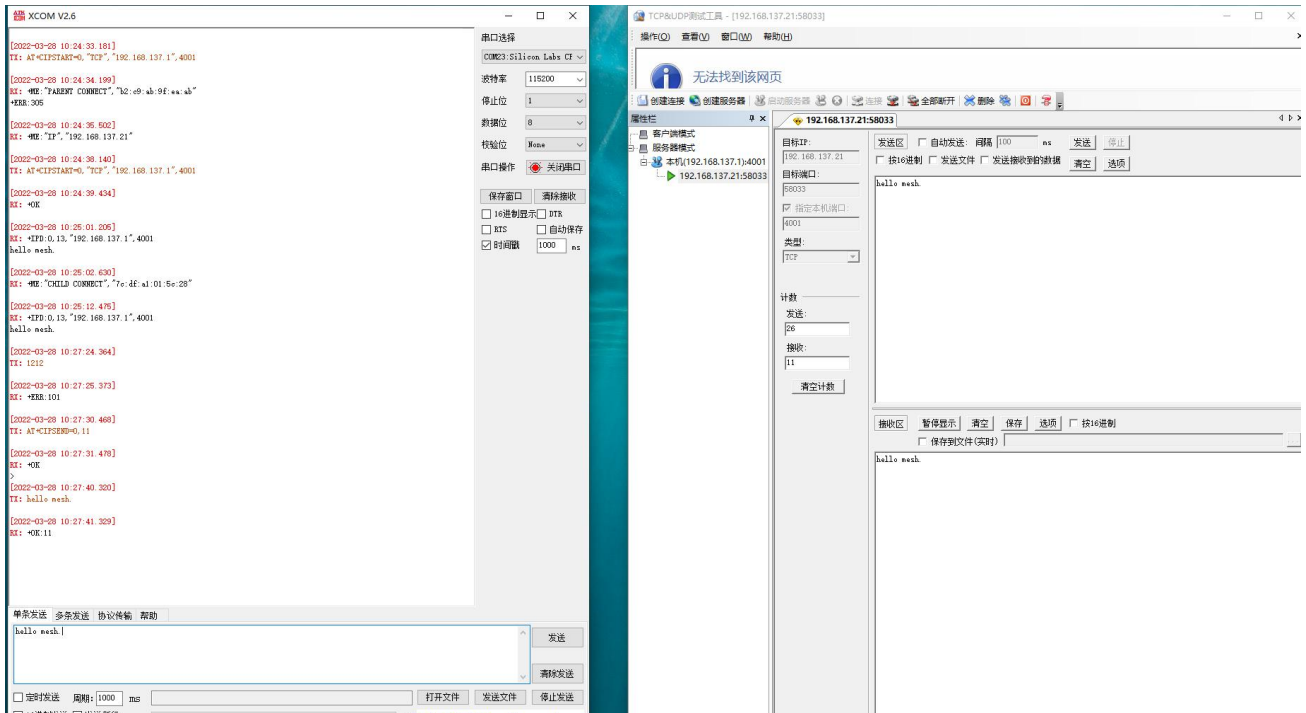 XCOM V2.6
[2022-03-28 10:24:33.181]
TX: AT+CIPSTART=0,"TCP","192.168.137.1",4001
[2022-03-28 10:24:34.199]
RX: +ME:"PARENT CONNECT","b2:c9:ab:9f:ea:ab"
+ERR:305
[2022-03-28 10:24:35.502]
RX: +ME:"IP","192.168.137.21"
[2022-03-28 10:24:38.140]
TX: AT+CIPSTART=0,"TCP","192.168.137.1",4001
[2022-03-28 10:24:39.434]
RX: +OK
[2022-03-28 10:25:01.205]
RX: +IPD:0,13,"192.168.137.1",4001
hello mesh.
[2022-03-28 10:25:02.630]
RX: +ME:"CHILD CONNECT","7c:df:a1:01:5c:28"
[2022-03-28 10:25:12.475]
RX: +IPD:0,13,"192.168.137.1",4001
hello mesh.
[2022-03-28 10:27:24.364]
TX: 1212
[2022-03-28 10:27:25.373]
RX: +ERR:101
[2022-03-28 10:27:30.468]
TX: AT+CIPSEND=0,11
[2022-03-28 10:27:31.478]
RX: +OK
>
[2022-03-28 10:27:40.320]
TX: hello mesh.
[2022-03-28 10:27:41.329]
RX: +OK:11
串口选择
COM23:Silicon Labs CP
波特率 115200
停止位 1
数据位 8
校验位 None
串口操作 关闭串口
保存窗口 清除接收
16进制显示 DTR
RTS 自动保存
时间戳 1000 ms
单条发送 多条发送 协议传输 帮助
hello mesh.
发送
清除发送
定时发送 周期: 1000 ms 打开文件 发送文件 停止发送
TCP&UDP测试工具 - [192.168.137.21:58033]
操作(O) 查看(V) 窗口(W) 帮助(H)
无法找到该网页
创建连接 创建服务器 启动服务器 连接 全部断开 删除
属性栏
客户端模式
服务器模式
本机(192.168.137.1):4001
192.168.137.21:58033
192.168.137.21:58033
目标IP:
192.168.137.21
目标端口:
58033
指定本机端口
4001
类型:
TCP
计数
发送:
26
接收:
11
清空计数
发送区 自动发送: 间隔 100 ms 发送 停止
按16进制 发送文件 发送接收到的数据 清空 选项
hello mesh.
接收区 暂停显示 清空 保存 选项 按16进制
保存到文件(实时)
hello mesh.